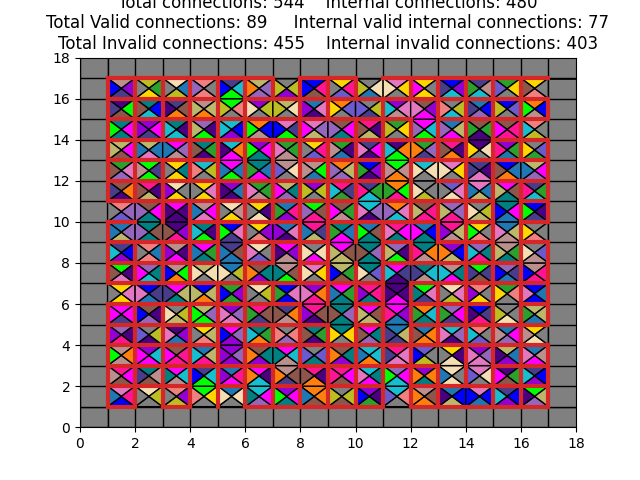 Total connections: 544 Internal connections: 480
Total Valid connections: 89 Internal valid internal connections: 77
Total Invalid connections: 455 Internal invalid connections: 403
18
16
14
12
10
8
6
4
2
0
0 2 4 6 8 10 12 14 16 18